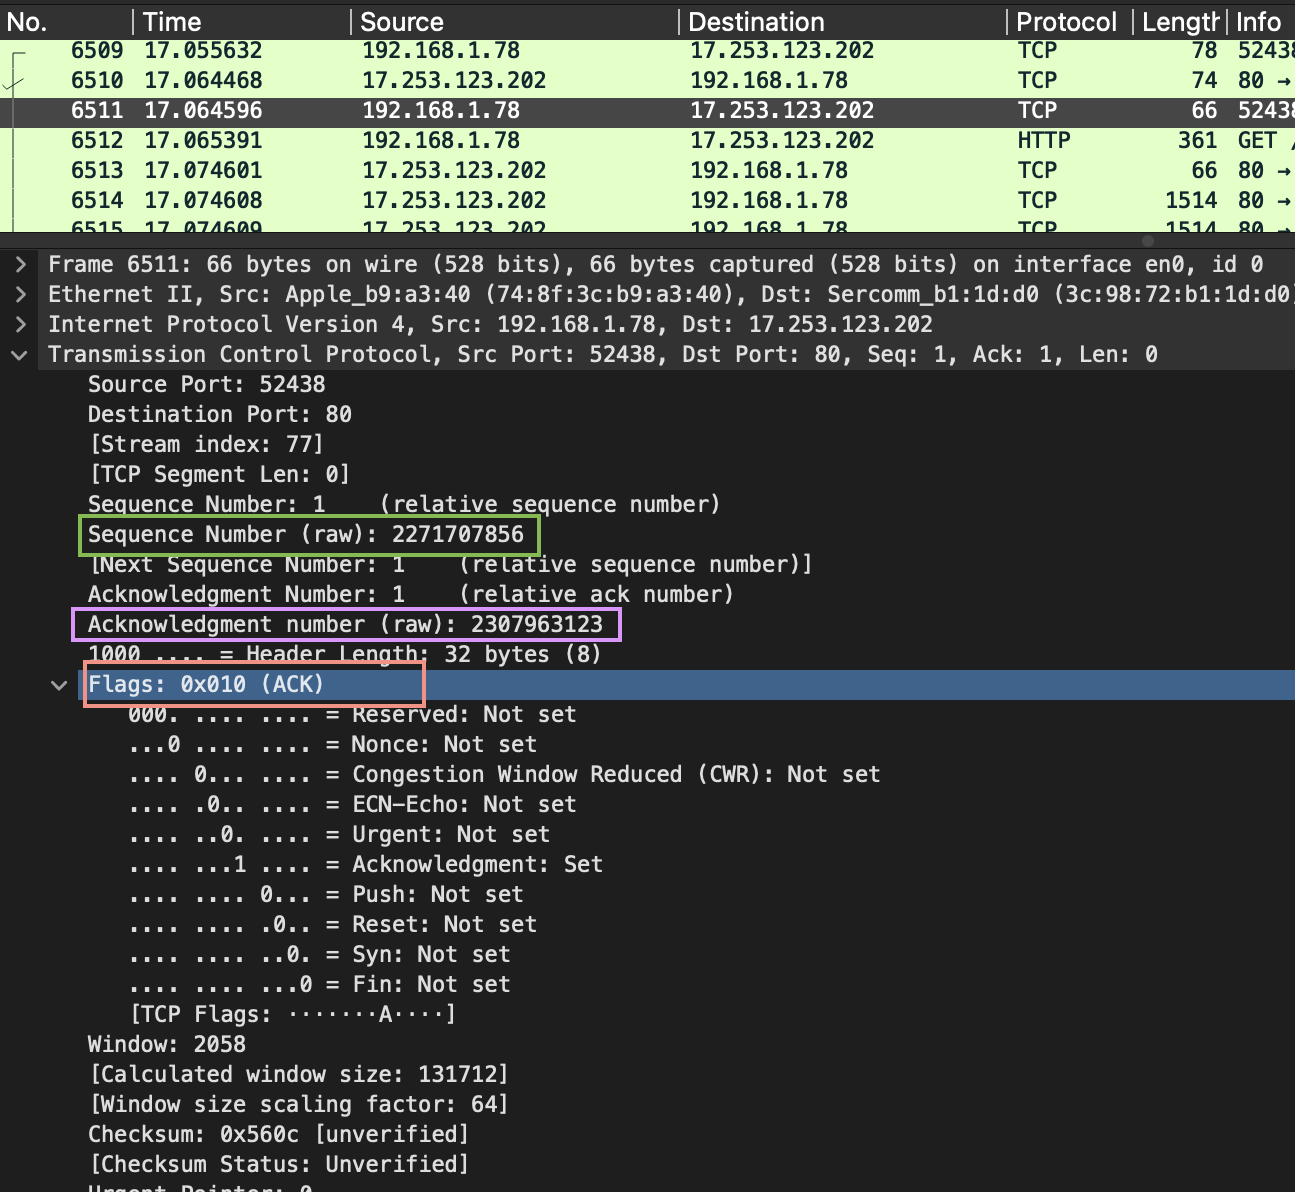 No. Time Source Destination Protocol Length Info
6509 17.055632 192.168.1.78 17.253.123.202 TCP 78 52438
6510 17.064468 17.253.123.202 192.168.1.78 TCP 74 80 →
6511 17.064596 192.168.1.78 17.253.123.202 TCP 66 52438
6512 17.065391 192.168.1.78 17.253.123.202 HTTP 361 GET /
6513 17.074601 17.253.123.202 192.168.1.78 TCP 66 80 →
6514 17.074608 17.253.123.202 192.168.1.78 TCP 1514 80 →
6515 17.074609 17.253.123.202 192.168.1.78 TCP 1514 80 →
Frame 6511: 66 bytes on wire (528 bits), 66 bytes captured (528 bits) on interface en0, id 0
Ethernet II, Src: Apple_b9:a3:40 (74:8f:3c:b9:a3:40), Dst: Sercomm_b1:1d:d0 (3c:98:72:b1:1d:d0)
Internet Protocol Version 4, Src: 192.168.1.78, Dst: 17.253.123.202
Transmission Control Protocol, Src Port: 52438, Dst Port: 80, Seq: 1, Ack: 1, Len: 0
Source Port: 52438
Destination Port: 80
[Stream index: 77]
[TCP Segment Len: 0]
Sequence Number: 1 (relative sequence number)
Sequence Number (raw): 2271707856
[Next Sequence Number: 1 (relative sequence number)]
Acknowledgment Number: 1 (relative ack number)
Acknowledgment number (raw): 2307963123
1000 .... = Header Length: 32 bytes (8)
Flags: 0x010 (ACK)
000. .... .... = Reserved: Not set
...0 .... .... = Nonce: Not set
.... 0... .... = Congestion Window Reduced (CWR): Not set
.... .0.. .... = ECN-Echo: Not set
.... ..0. .... = Urgent: Not set
.... ...1 .... = Acknowledgment: Set
.... .... 0... = Push: Not set
.... .... .0.. = Reset: Not set
.... .... ..0. = Syn: Not set
.... .... ...0 = Fin: Not set
[TCP Flags: ·······A····]
Window: 2058
[Calculated window size: 131712]
[Window size scaling factor: 64]
Checksum: 0x560c [unverified]
[Checksum Status: Unverified]
Urgent Pointer: 0